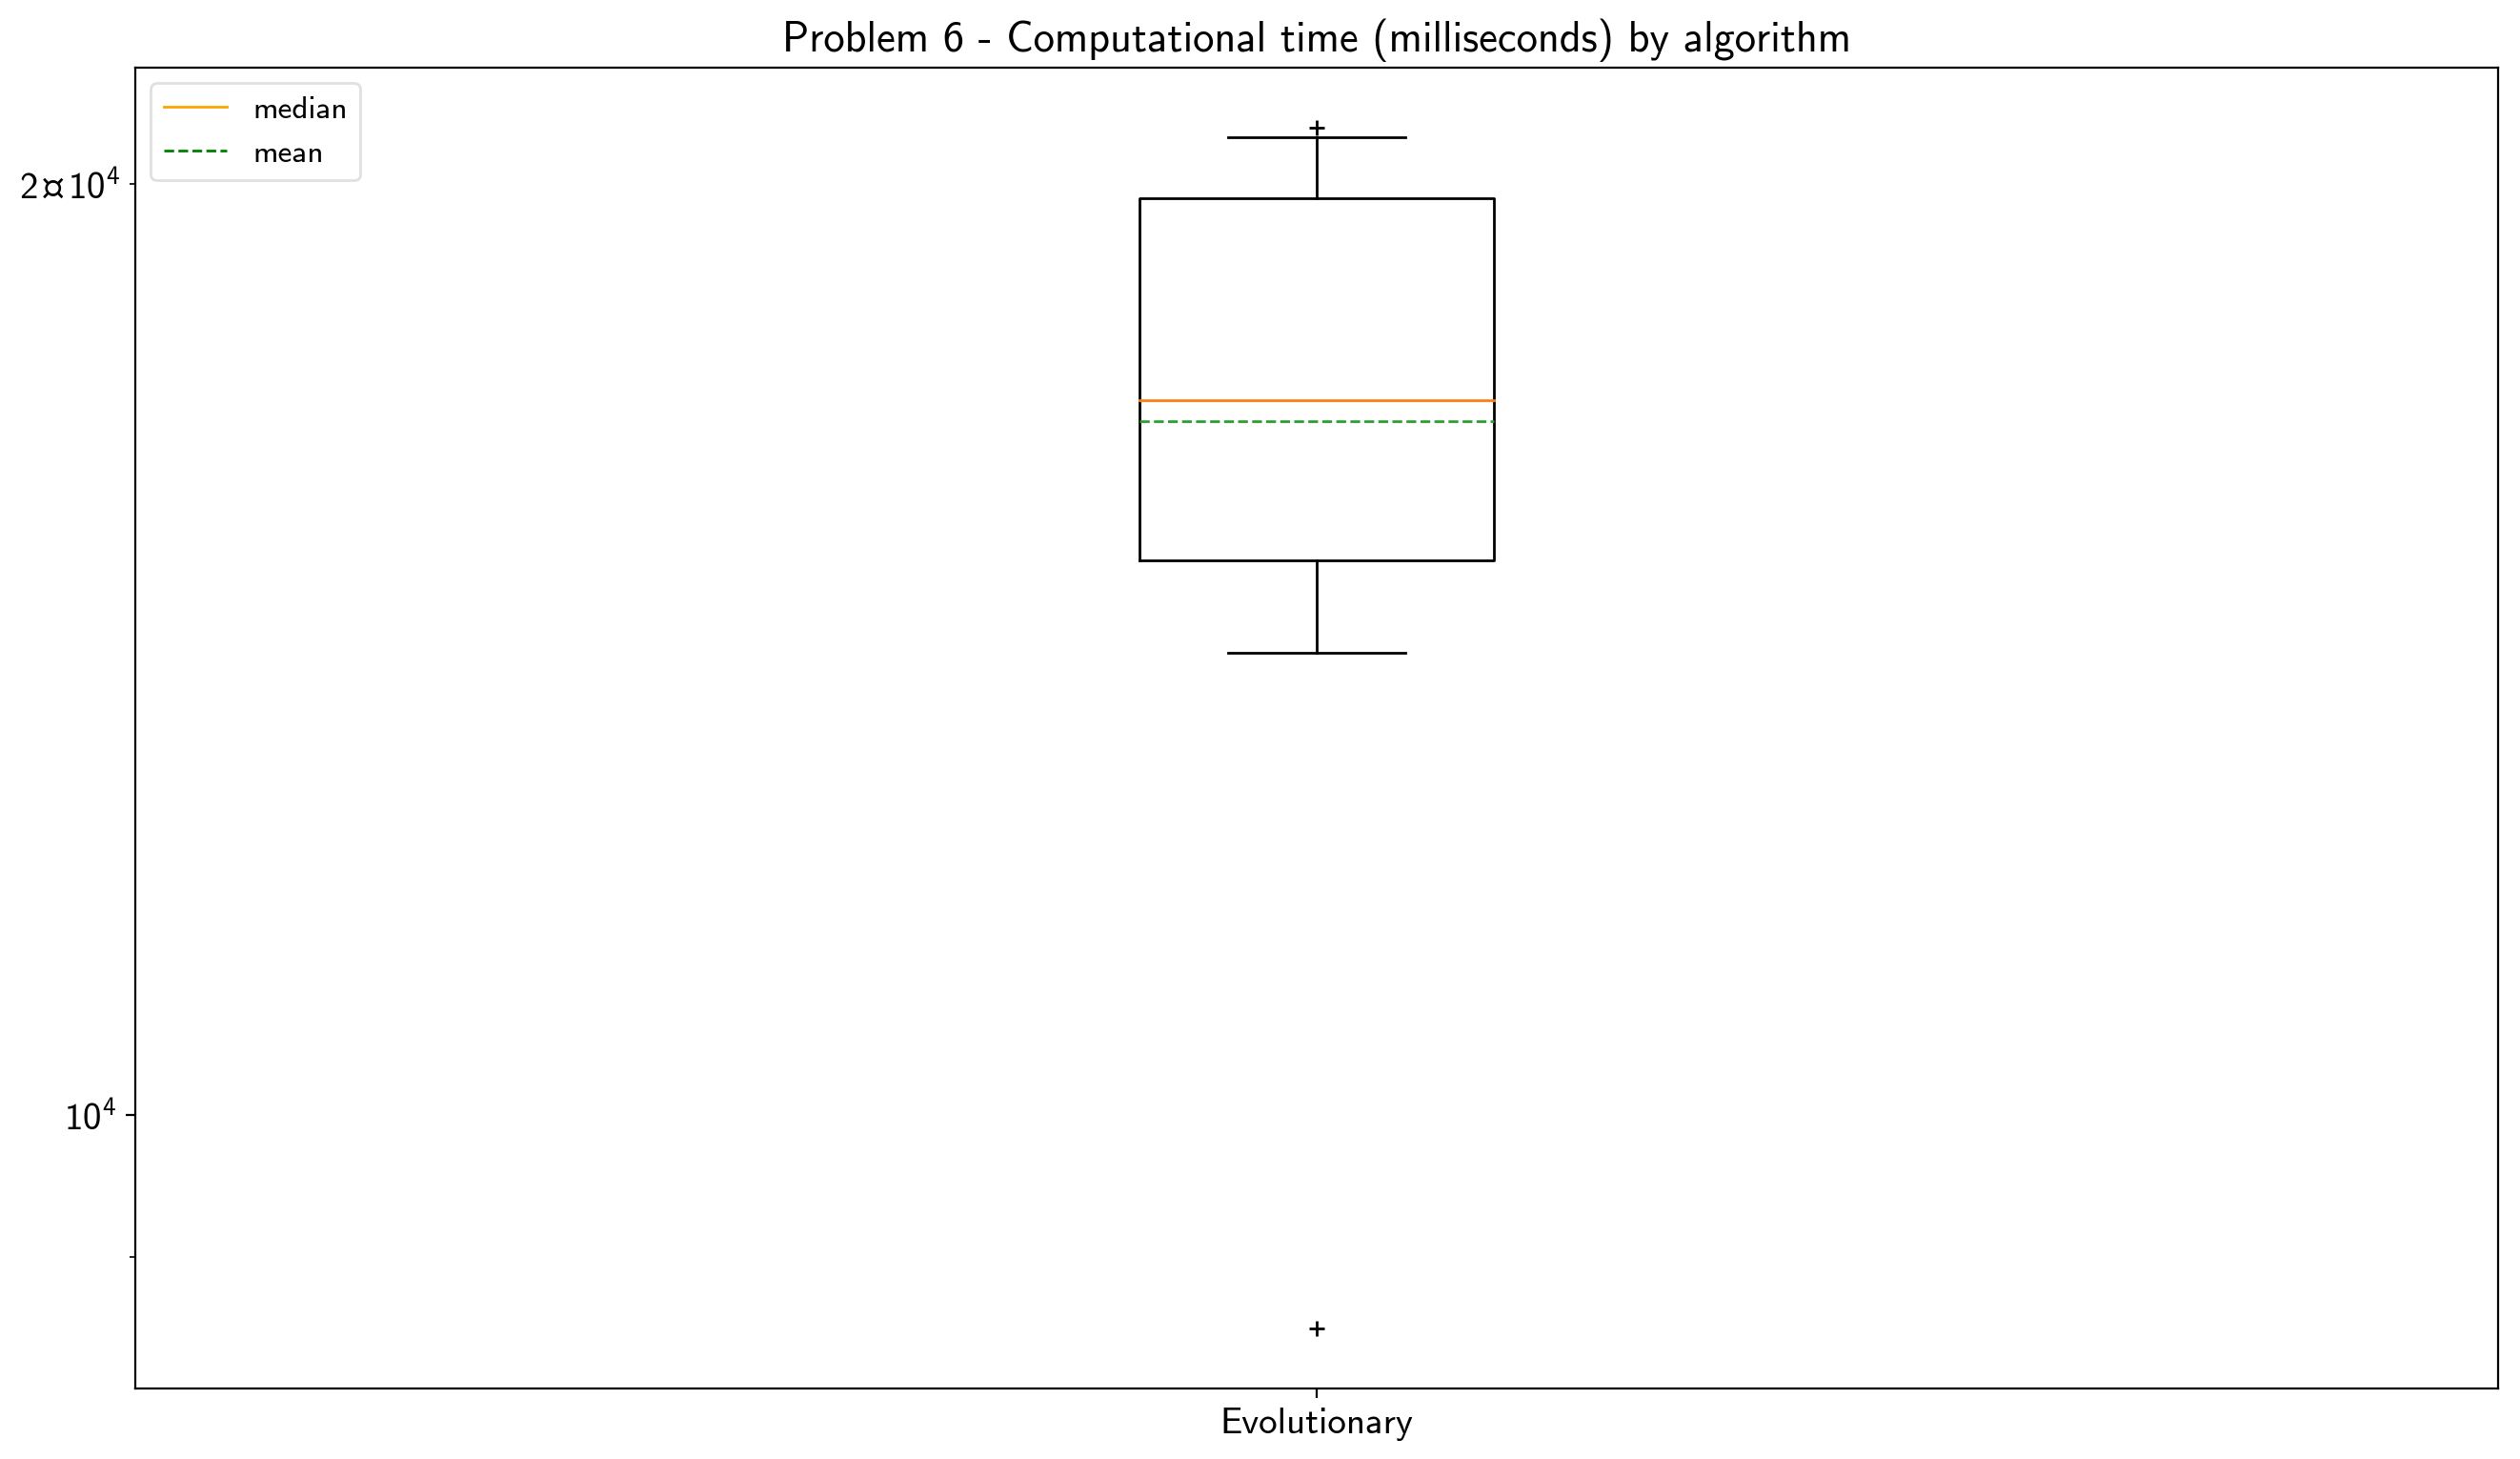 Problem 6 - Computational time (milliseconds) by algorithm
median
mean
2¤10⁴
10⁴
Evolutionary